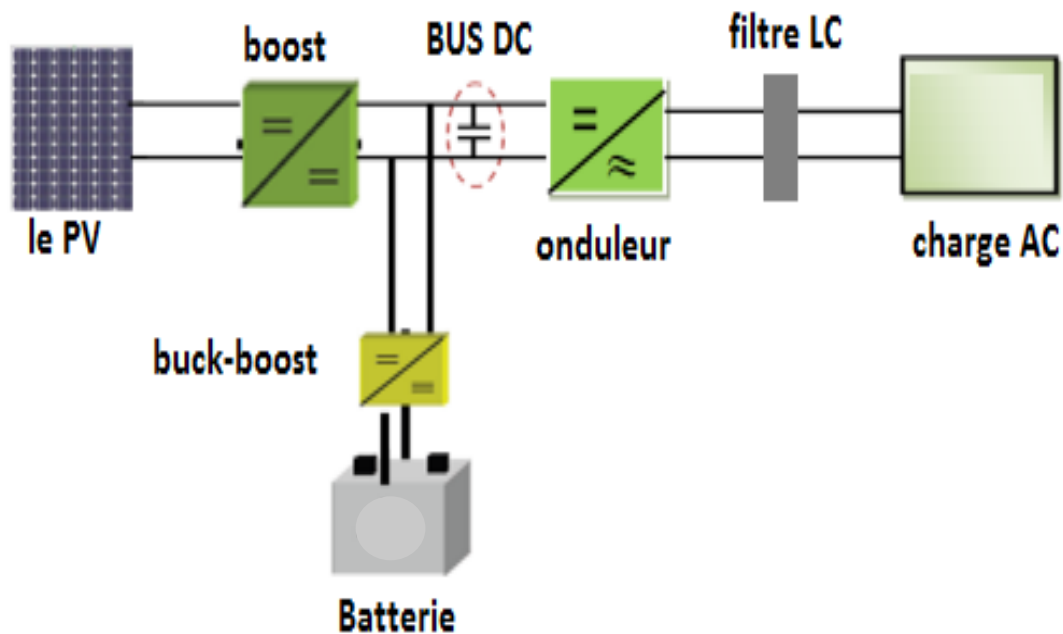 boost
BUS DC
filtre LC
le PV
onduleur
charge AC
buck-boost
Batterie